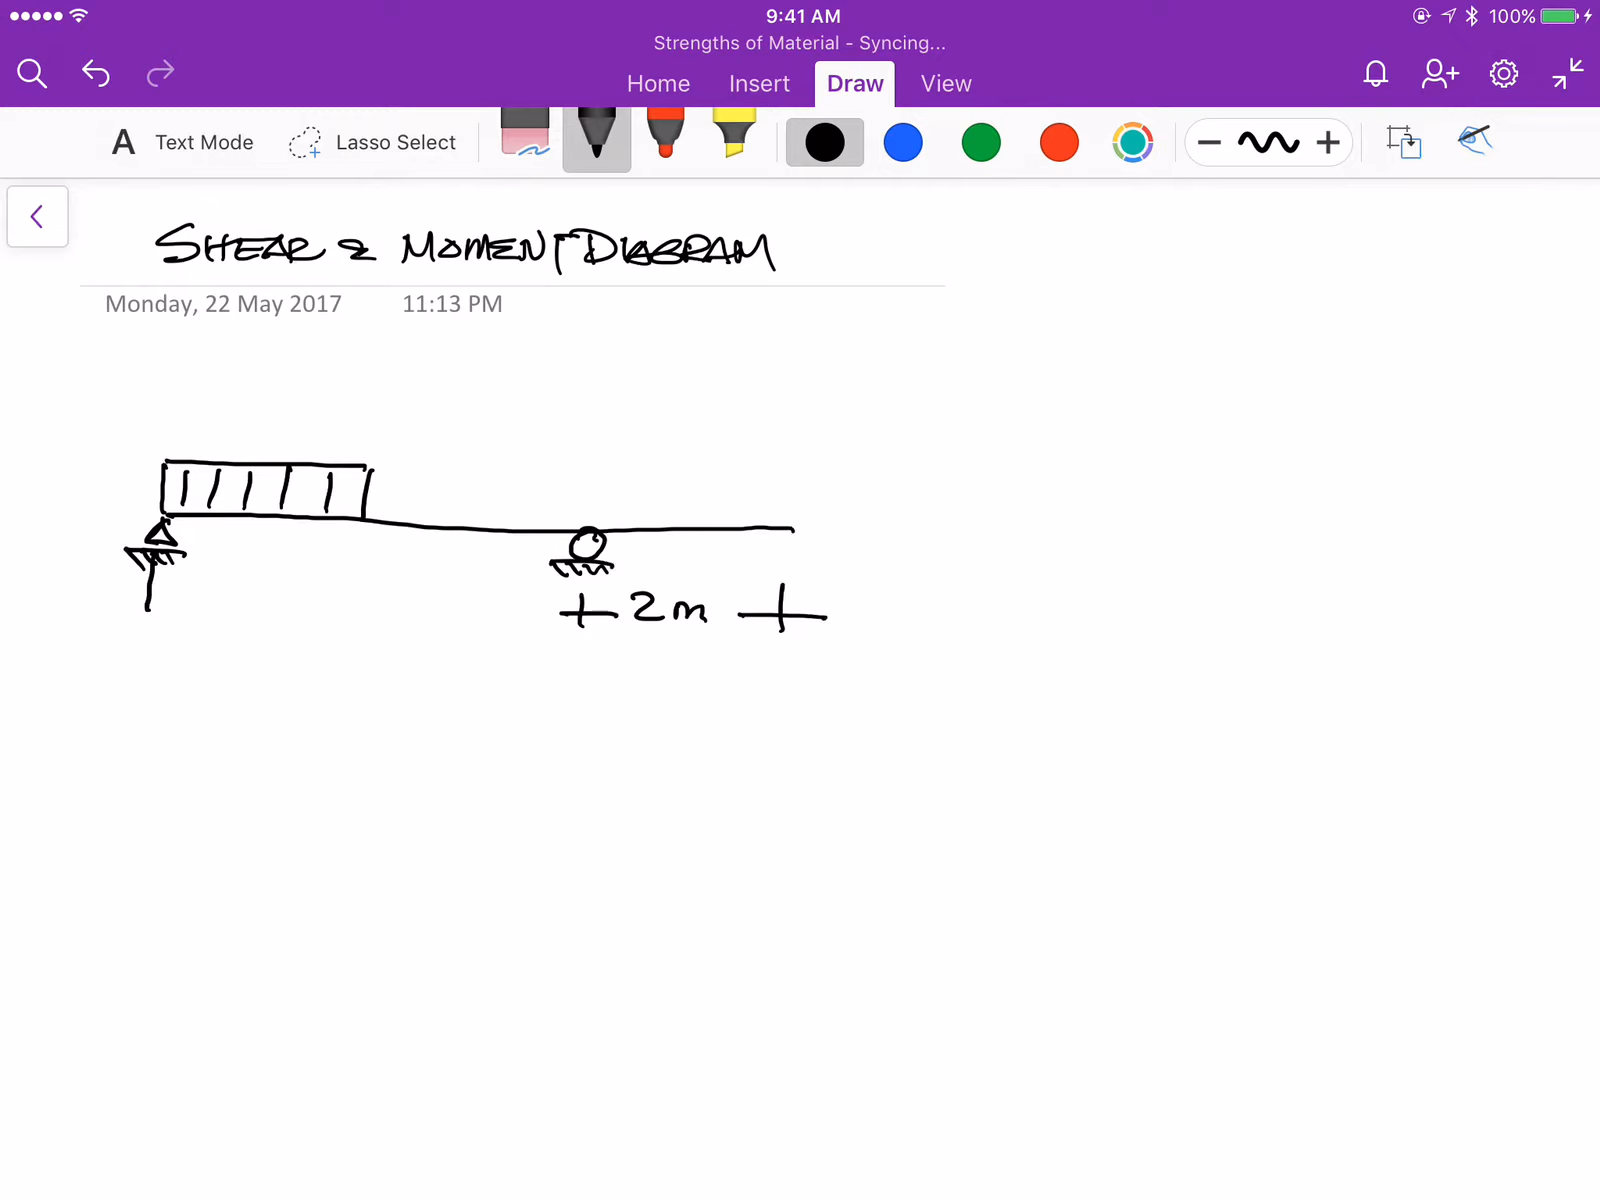 9:41 AM
100%
Strengths of Material - Syncing...
Home Insert Draw View
A Text Mode Lasso Select
SHEAR & MOMENT DIAGRAM
Monday, 22 May 2017 11:13 PM
2 m